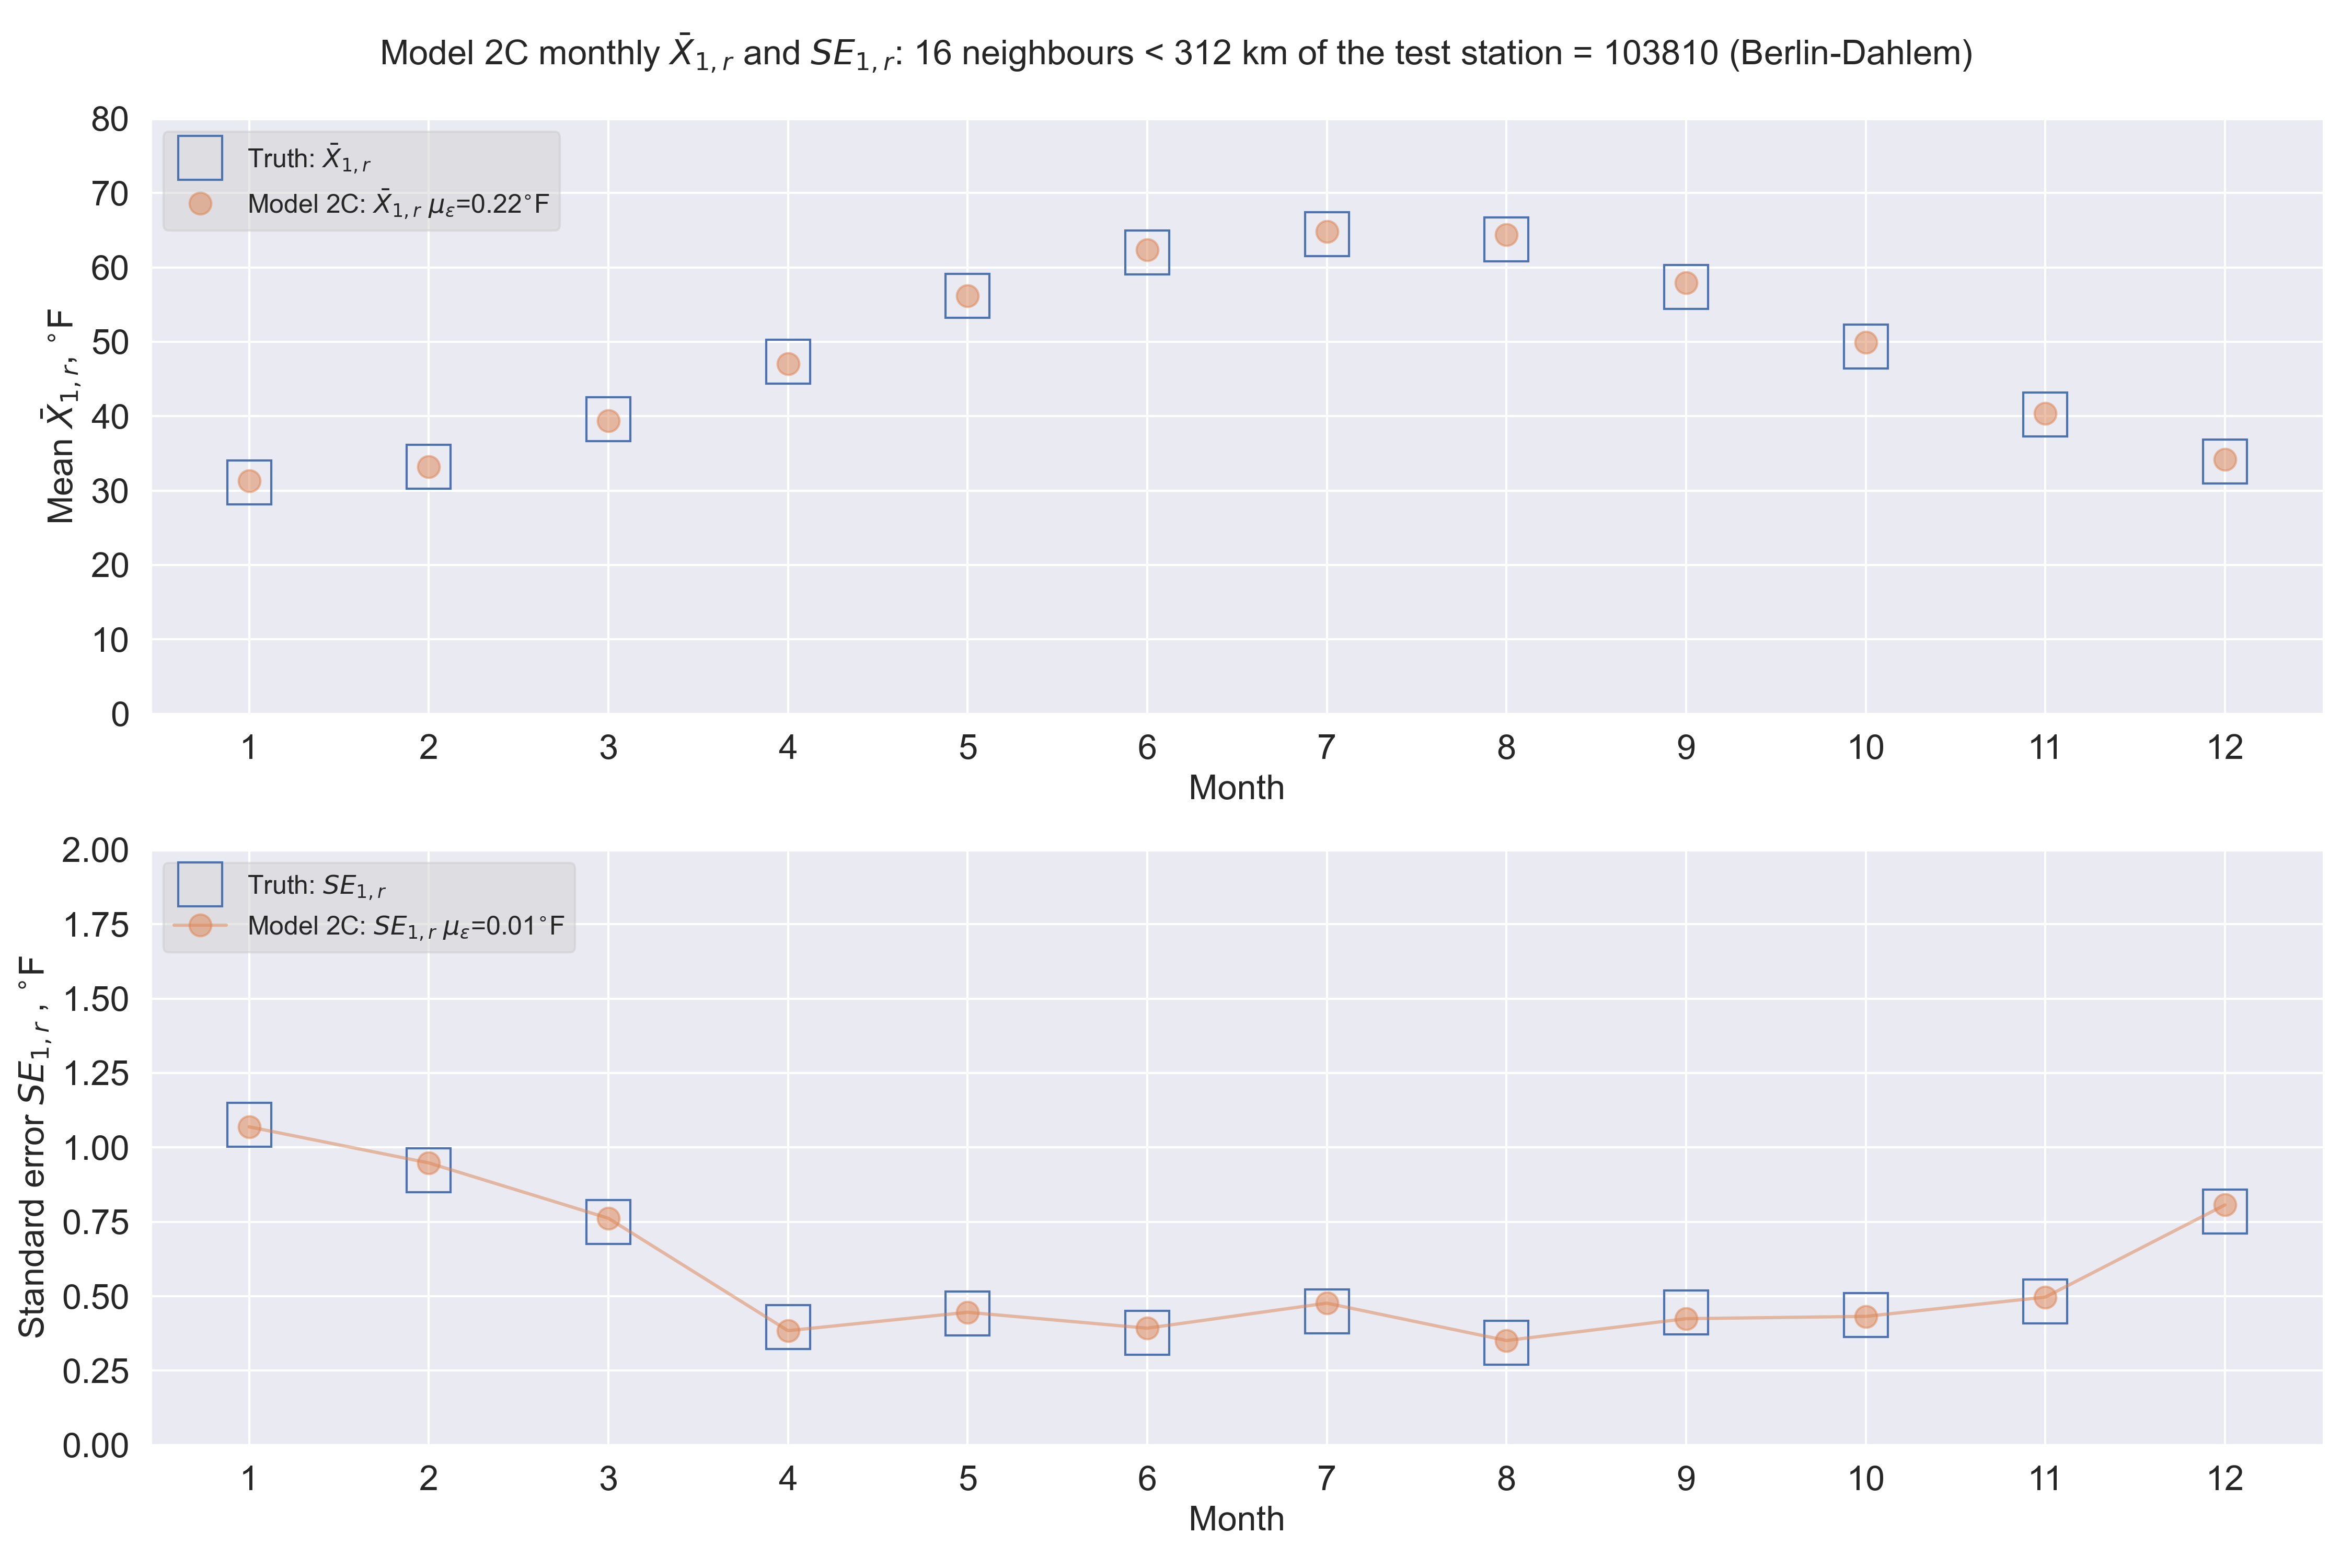 Model 2C monthly X̄₁,ᵣ and SE₁,ᵣ: 16 neighbours < 312 km of the test station = 103810 (Berlin-Dahlem)
80
70
60
50
40
30
20
10
0
Mean X̄₁,ᵣ, °F
Truth: X̄₁,ᵣ
Model 2C: X̄₁,ᵣ με=0.22°F
1 2 3 4 5 6 7 8 9 10 11 12
Month
2.00
1.75
1.50
1.25
1.00
0.75
0.50
0.25
0.00
Standard error SE₁,ᵣ , °F
Truth: SE₁,ᵣ
Model 2C: SE₁,ᵣ με=0.01°F
1 2 3 4 5 6 7 8 9 10 11 12
Month